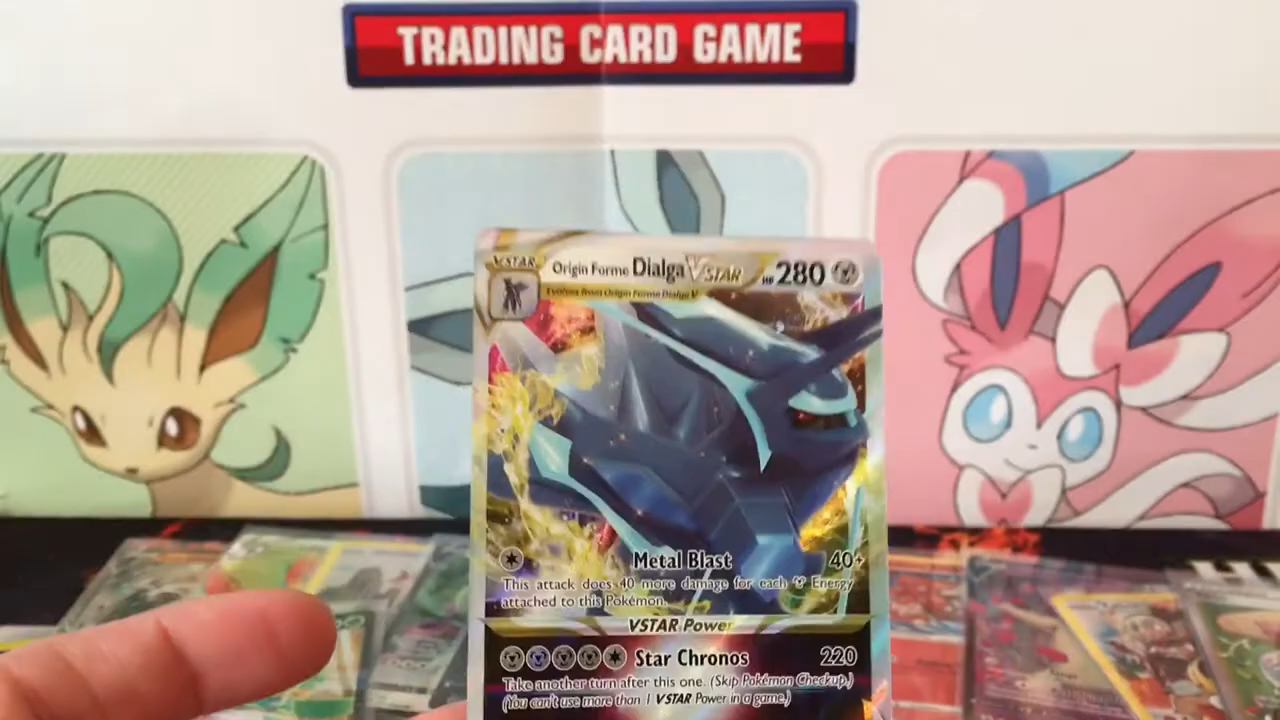 TRADING CARD GAME
VSTAR Origin Forme Dialga VSTAR HP 280
Evolves from Origin Forme Dialga V
Metal Blast 40+
This attack does 40 more damage for each Energy
attached to this Pokémon.
VSTAR Power
Star Chronos 220
Take another turn after this one. (Skip Pokémon Checkup.)
(You can't use more than 1 VSTAR Power in a game.)